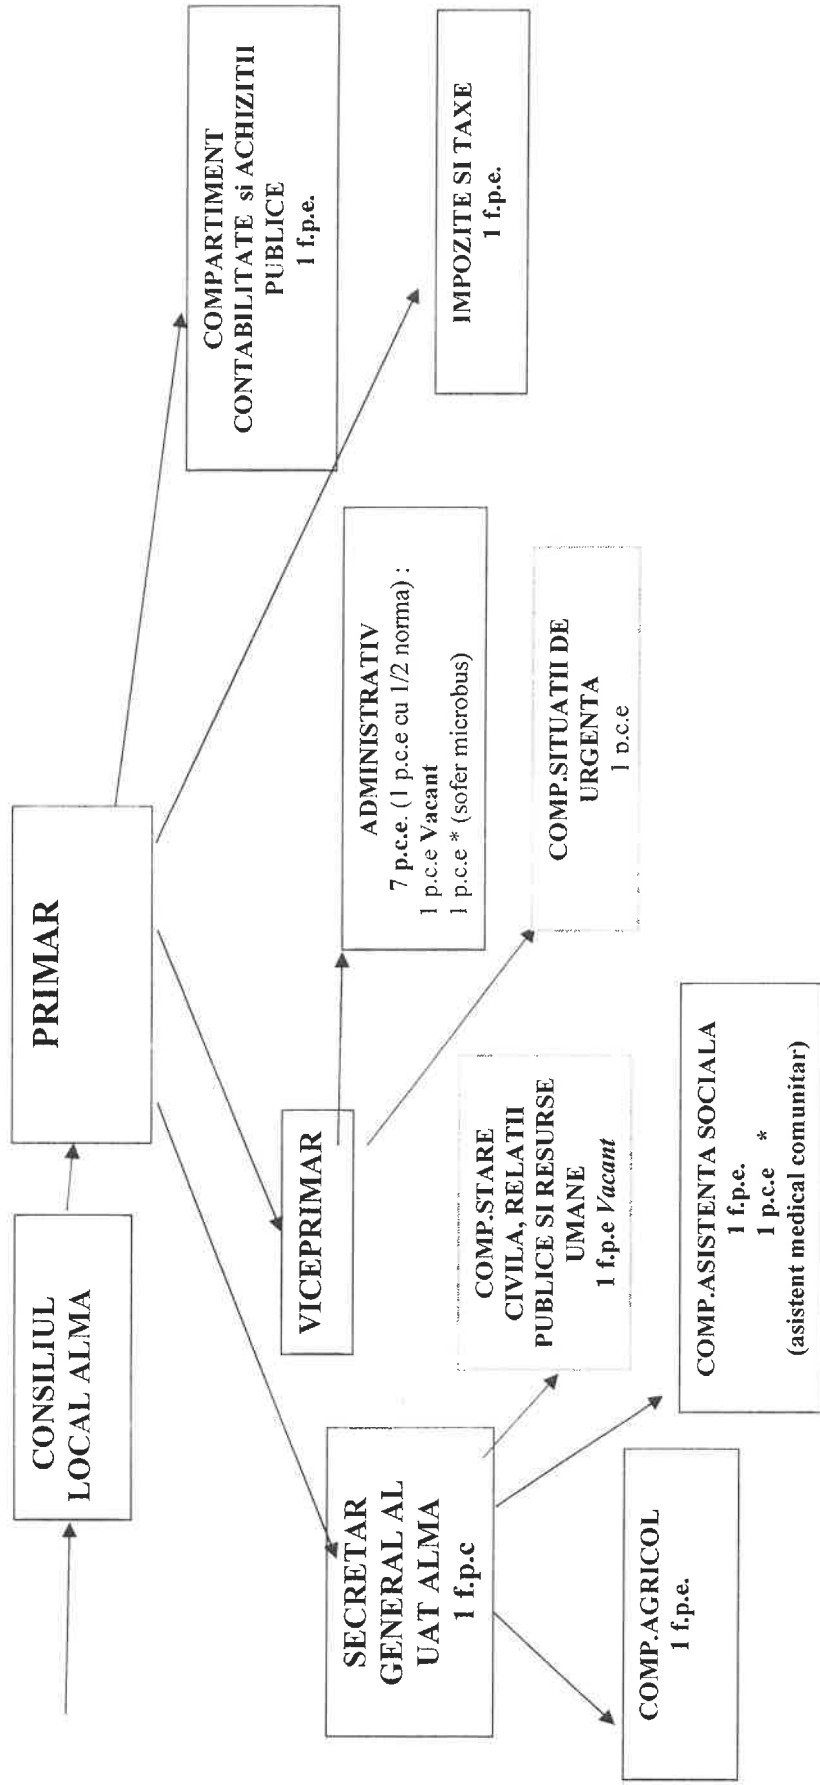 CONSILIUL
LOCAL ALMA
PRIMAR
COMPARTIMENT
CONTABILITATE si ACHIZITII
PUBLICE
1 f.p.e.
IMPOZITE SI TAXE
1 f.p.e.
VICEPRIMAR
ADMINISTRATIV
7 p.c.e. (1 p.c.e cu 1/2 norma) :
1 p.c.e Vacant
1 p.c.e * (sofer microbus)
COMP.SITUATII DE
URGENTA
1 p.c.e
SECRETAR
GENERAL AL
UAT ALMA
1 f.p.c
COMP.STARE
CIVILA, RELATII
PUBLICE SI RESURSE
UMANE
1 f.p.e Vacant
COMP.ASISTENTA SOCIALA
1 f.p.e.
1 p.c.e *
(asistent medical comunitar)
COMP.AGRICOL
1 f.p.e.